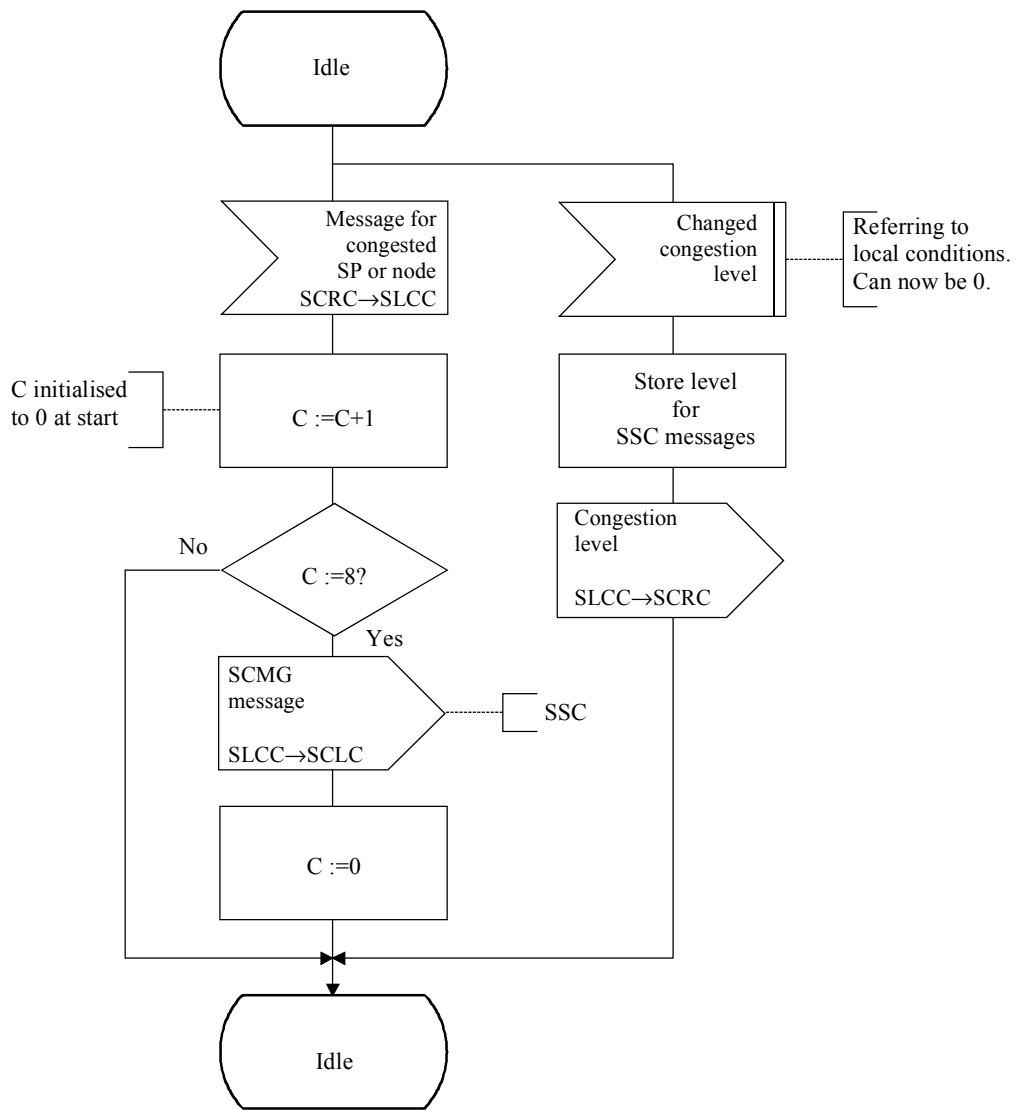 Idle
Message for
congested
SP or node
SCRC→SLCC
Changed
congestion
level
Referring to
local conditions.
Can now be 0.
C initialised
to 0 at start
C :=C+1
Store level
for
SSC messages
No
C :=8?
Yes
Congestion
level
SLCC→SCRC
SCMG
message
SLCC→SCLC
SSC
C :=0
Idle